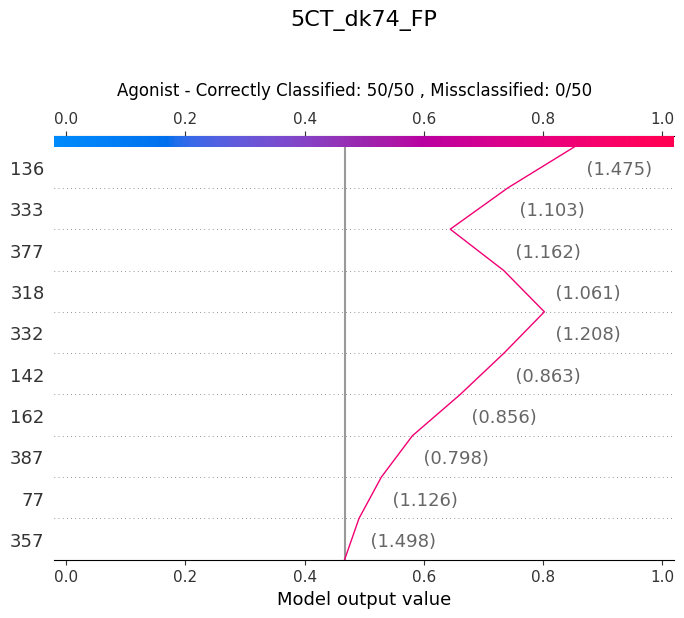 5CT_dk74_FP
Agonist - Correctly Classified: 50/50 , Missclassified: 0/50
0.0 0.2 0.4 0.6 0.8 1.0
136 (1.475)
333 (1.103)
377 (1.162)
318 (1.061)
332 (1.208)
142 (0.863)
162 (0.856)
387 (0.798)
77 (1.126)
357 (1.498)
0.0 0.2 0.4 0.6 0.8 1.0
Model output value